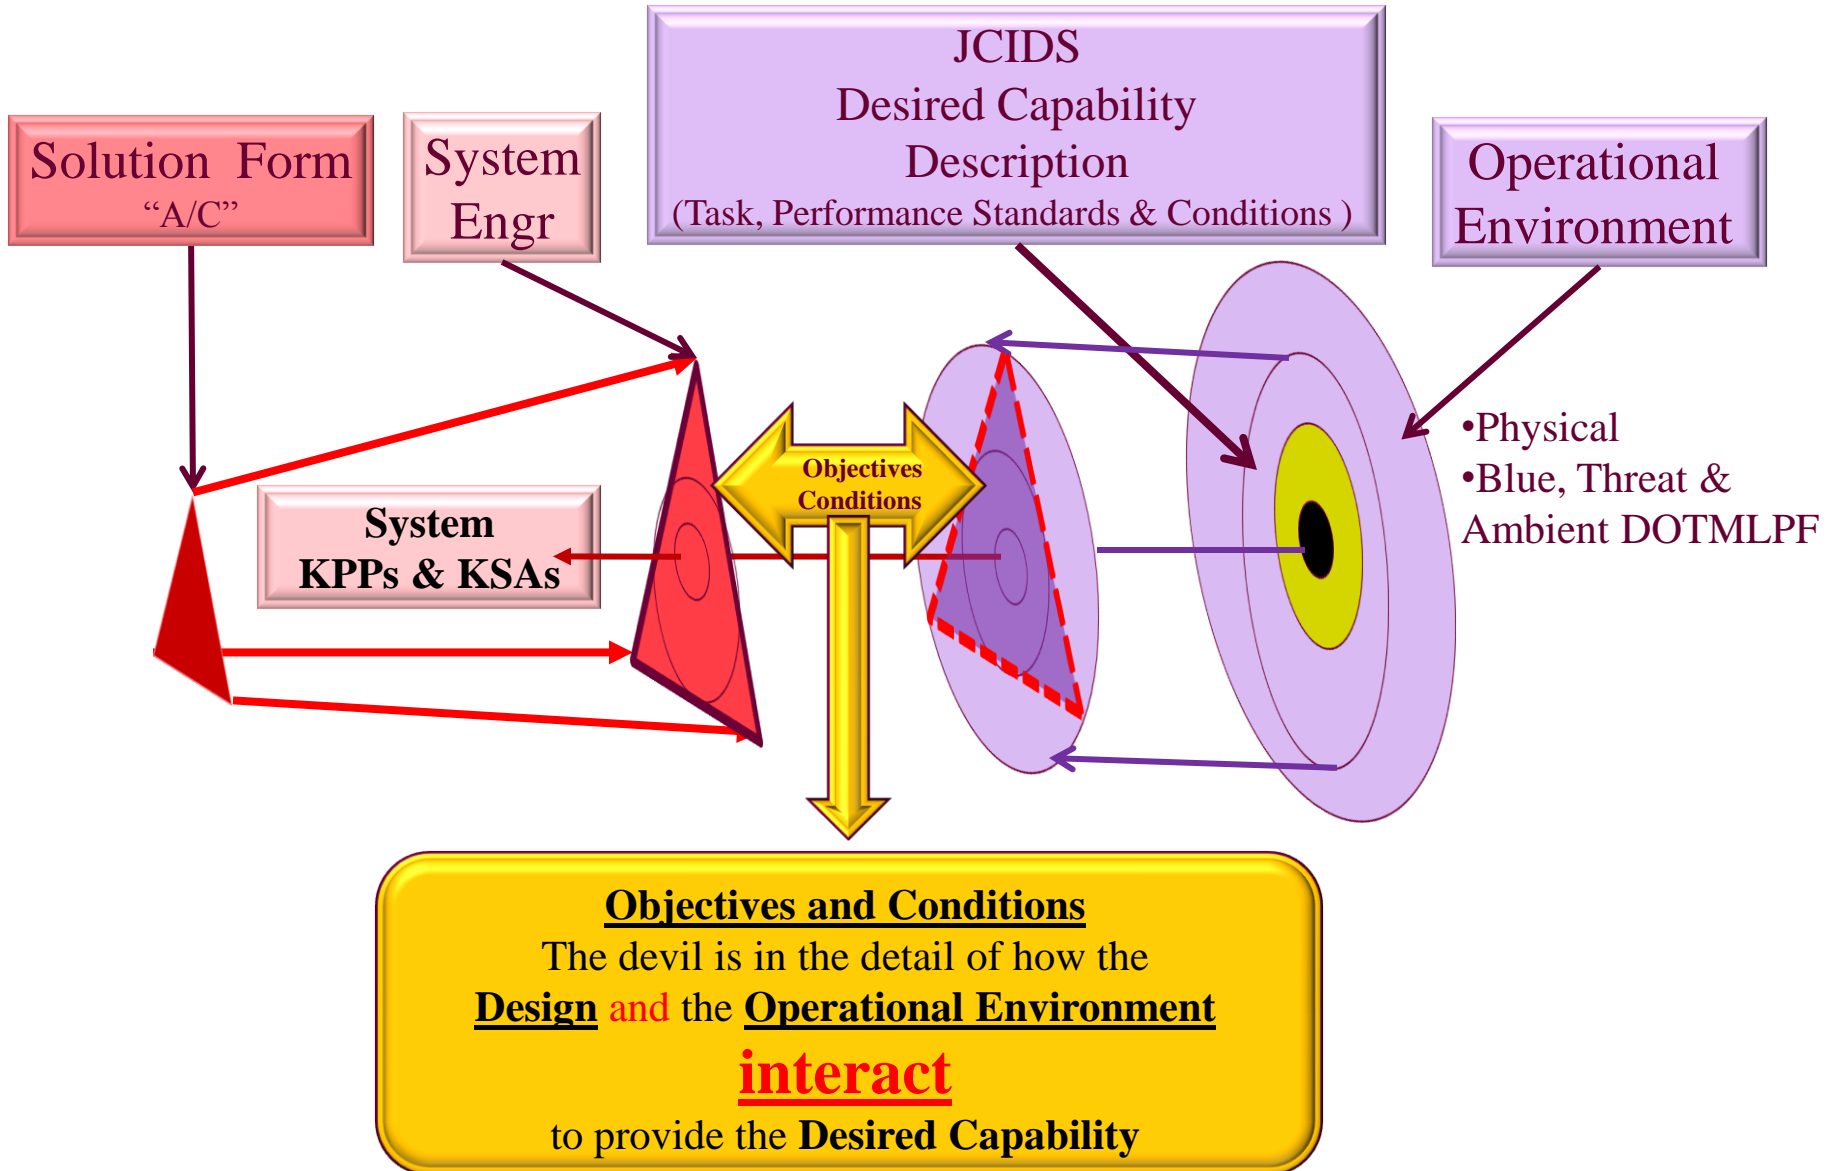 JCIDS
Desired Capability
Description
(Task, Performance Standards & Conditions )
Solution  Form
“A/C”
System
Engr
Operational
Environment
•Physical
•Blue, Threat &
Ambient DOTMLPF
Objectives
Conditions
System
KPPs & KSAs
Objectives and Conditions
The devil is in the detail of how the
Design and the Operational Environment
interact
to provide the Desired Capability